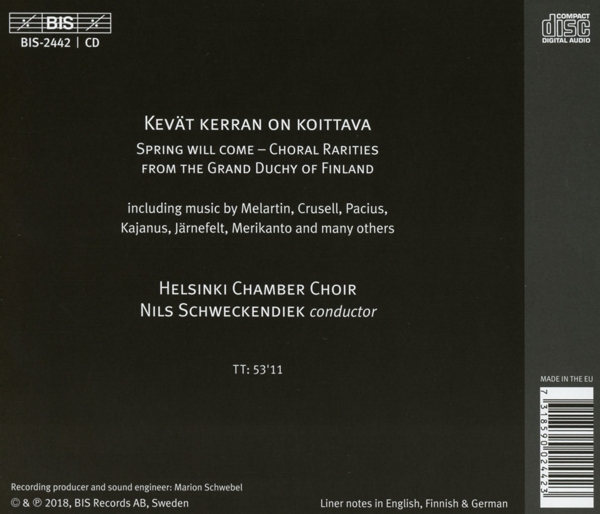 BIS
BIS-2442 | CD
COMPACT
disc
DIGITAL AUDIO
KEVÄT KERRAN ON KOITTAVA
SPRING WILL COME – CHORAL RARITIES
FROM THE GRAND DUCHY OF FINLAND
including music by Melartin, Crusell, Pacius,
Kajanus, Järnefelt, Merikanto and many others
HELSINKI CHAMBER CHOIR
NILS SCHWECKENDIEK conductor
TT: 53'11
MADE IN THE EU
7 318590 024423
Recording producer and sound engineer: Marion Schwebel
© & ℗ 2018, BIS Records AB, Sweden
Liner notes in English, Finnish & German